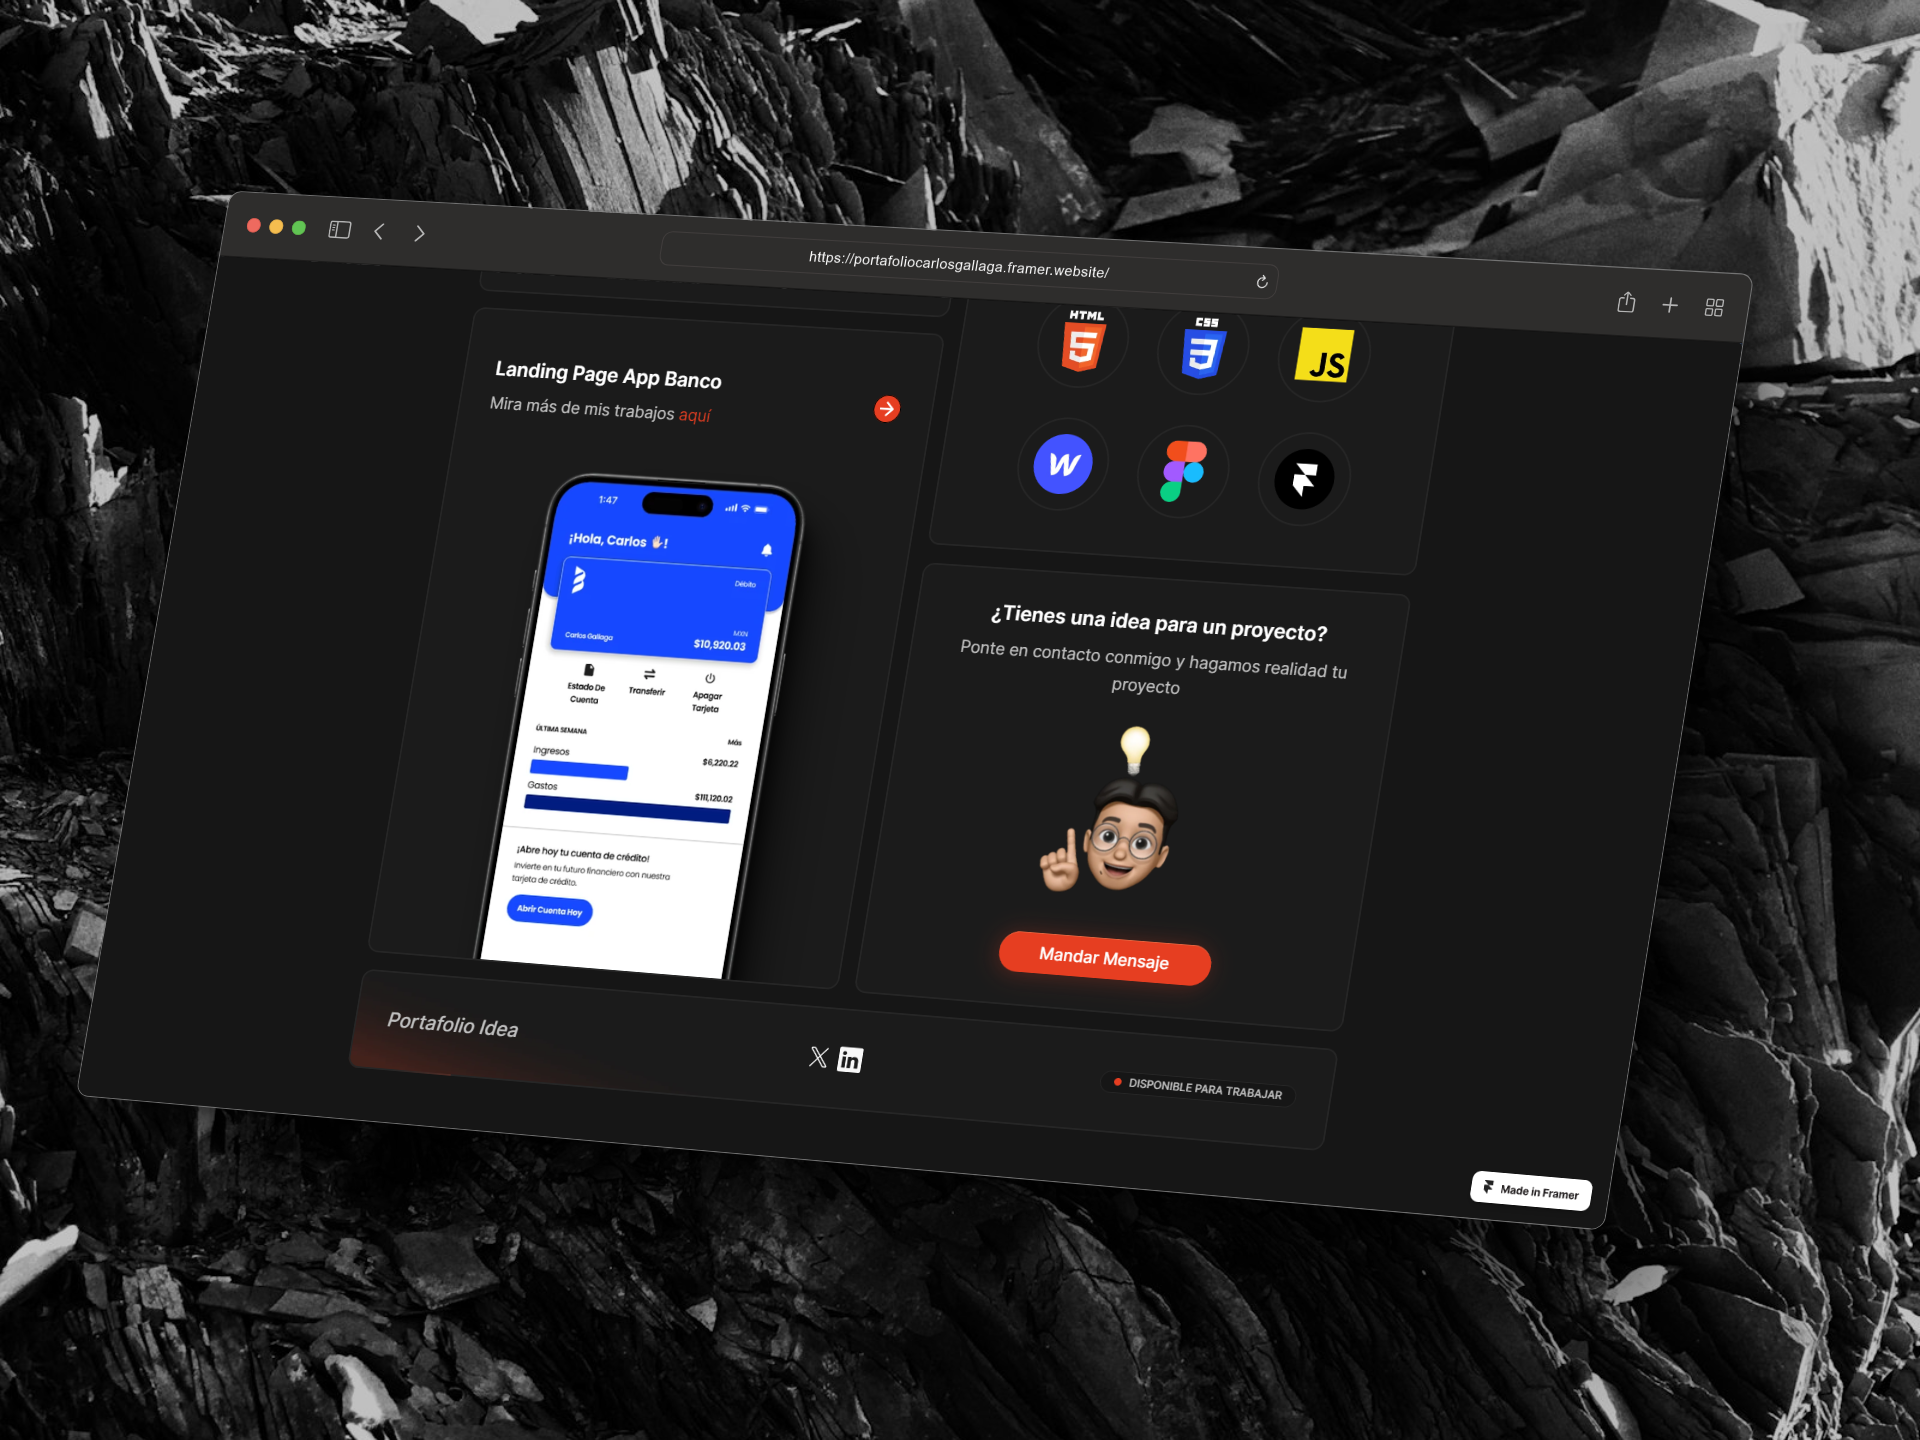 https://portafoliocarlosgallaga.framer.website/
Landing Page App Banco
Mira más de mis trabajos aquí
1:47
¡Hola, Carlos 🖐🏻!
Débito
MXN
Carlos Gallaga
$10,920.03
Estado De
Cuenta
Transferir
Apagar
Tarjeta
ÚLTIMA SEMANA
Más
Ingresos
$6,220.22
Gastos
$111,120.02
¡Abre hoy tu cuenta de crédito!
Invierte en tu futuro financiero con nuestra
tarjeta de crédito.
Abrir Cuenta Hoy
HTML
5
CSS
3
JS
¿Tienes una idea para un proyecto?
Ponte en contacto conmigo y hagamos realidad tu
proyecto
Mandar Mensaje
Portafolio Idea
X
in
DISPONIBLE PARA TRABAJAR
Made in Framer